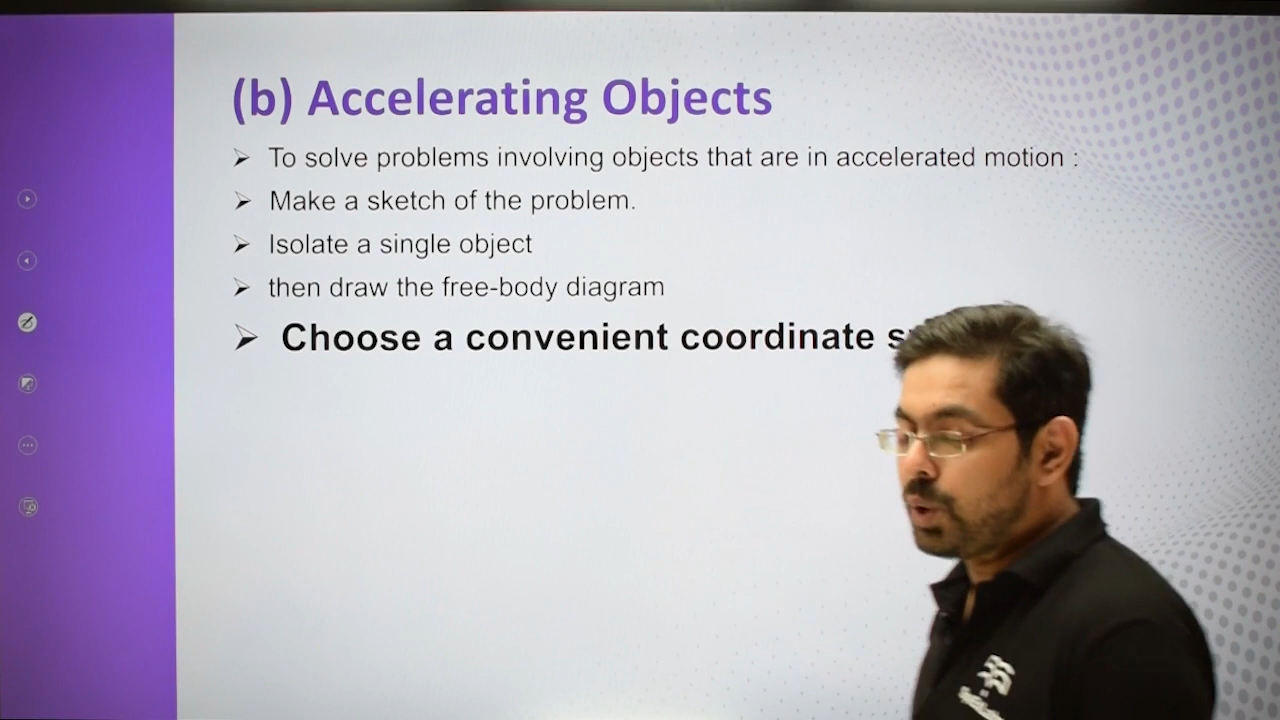 (b) Accelerating Objects
➢ To solve problems involving objects that are in accelerated motion :
➢ Make a sketch of the problem.
➢ Isolate a single object
➢ then draw the free-body diagram
➢ Choose a convenient coordinate